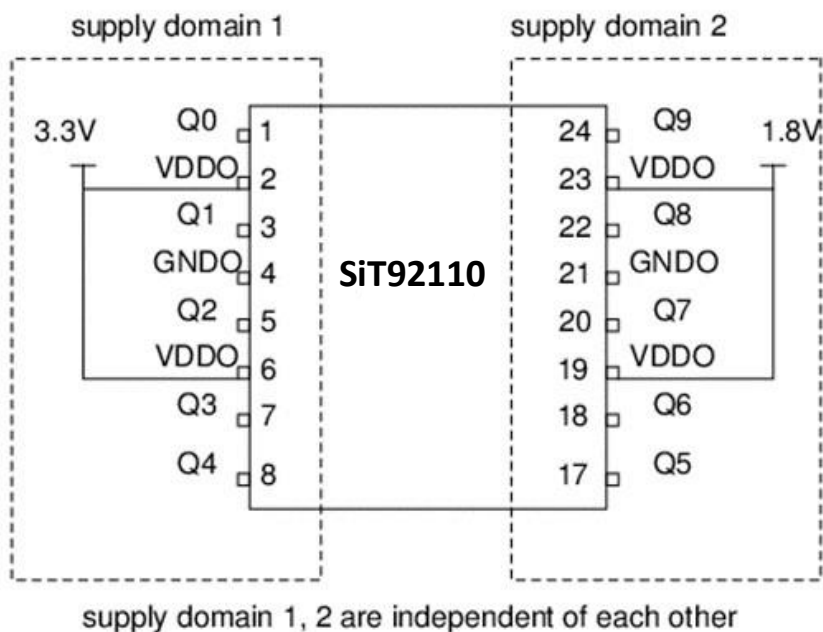 supply domain 1
supply domain 2
3.3V
Q0 1
VDDO 2
Q1 3
GNDO 4
Q2 5
VDDO 6
Q3 7
Q4 8
SiT92110
24 Q9
1.8V
23 VDDO
22 Q8
21 GNDO
20 Q7
19 VDDO
18 Q6
17 Q5
supply domain 1, 2 are independent of each other